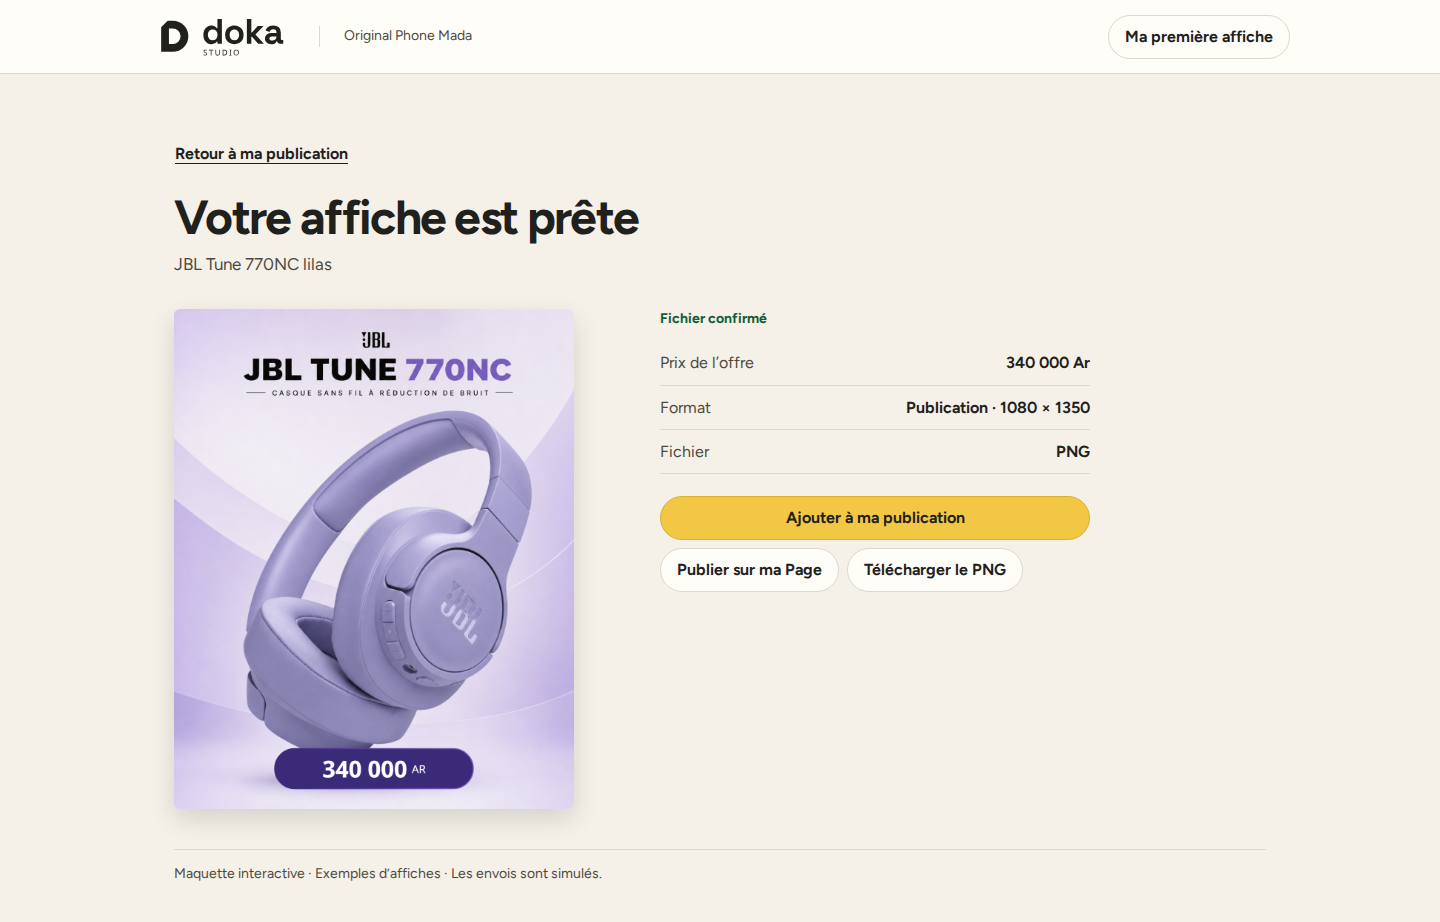 doka
STUDIO
Original Phone Mada
Ma première affiche
Retour à ma publication
Votre affiche est prête
JBL Tune 770NC lilas
JBL
JBL TUNE 770NC
CASQUE SANS FIL À RÉDUCTION DE BRUIT
JBL
340 000 AR
Fichier confirmé
Prix de l’offre 340 000 Ar
Format Publication · 1080 × 1350
Fichier PNG
Ajouter à ma publication
Publier sur ma Page
Télécharger le PNG
Maquette interactive · Exemples d’affiches · Les envois sont simulés.